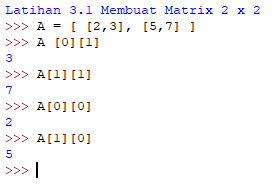 Latihan 3.1 Membuat Matrix 2 x 2
>>> A = [ [2,3], [5,7] ]
>>> A [0][1]
3
>>> A[1][1]
7
>>> A[0][0]
2
>>> A[1][0]
5
>>>